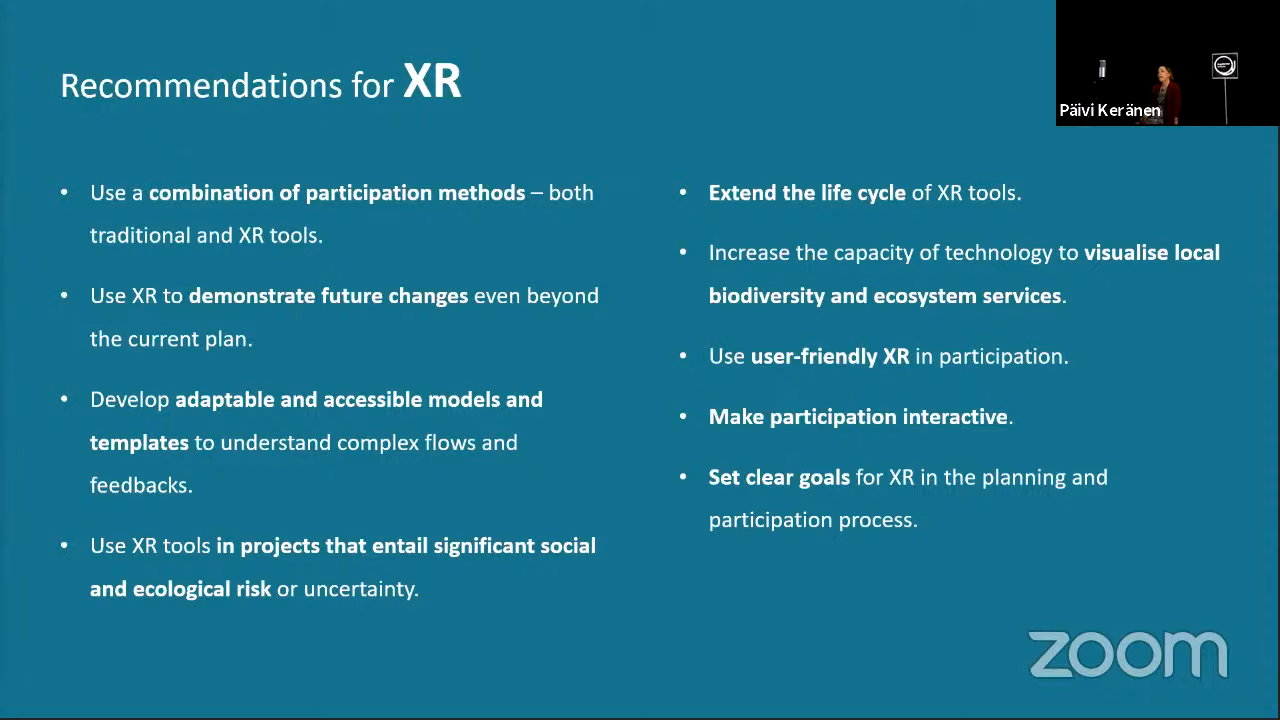 Recommendations for XR
Päivi Keränen
• Use a combination of participation methods – both
traditional and XR tools.
• Use XR to demonstrate future changes even beyond
the current plan.
• Develop adaptable and accessible models and
templates to understand complex flows and
feedbacks.
• Use XR tools in projects that entail significant social
and ecological risk or uncertainty.
• Extend the life cycle of XR tools.
• Increase the capacity of technology to visualise local
biodiversity and ecosystem services.
• Use user-friendly XR in participation.
• Make participation interactive.
• Set clear goals for XR in the planning and
participation process.
zoom